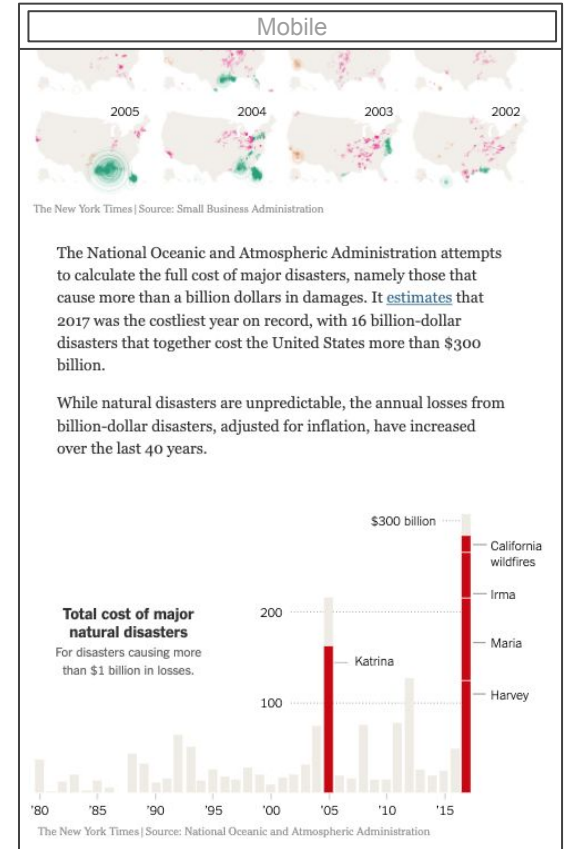 Mobile
2005 2004 2003 2002
The New York Times | Source: Small Business Administration
The National Oceanic and Atmospheric Administration attempts
to calculate the full cost of major disasters, namely those that
cause more than a billion dollars in damages. It estimates that
2017 was the costliest year on record, with 16 billion-dollar
disasters that together cost the United States more than $300
billion.
While natural disasters are unpredictable, the annual losses from
billion-dollar disasters, adjusted for inflation, have increased
over the last 40 years.
$300 billion
California
wildfires
Irma
Total cost of major
natural disasters
For disasters causing more
than $1 billion in losses.
200
Maria
Katrina
Harvey
100
'80 '85 '90 '95 '00 '05 '10 '15
The New York Times | Source: National Oceanic and Atmospheric Administration